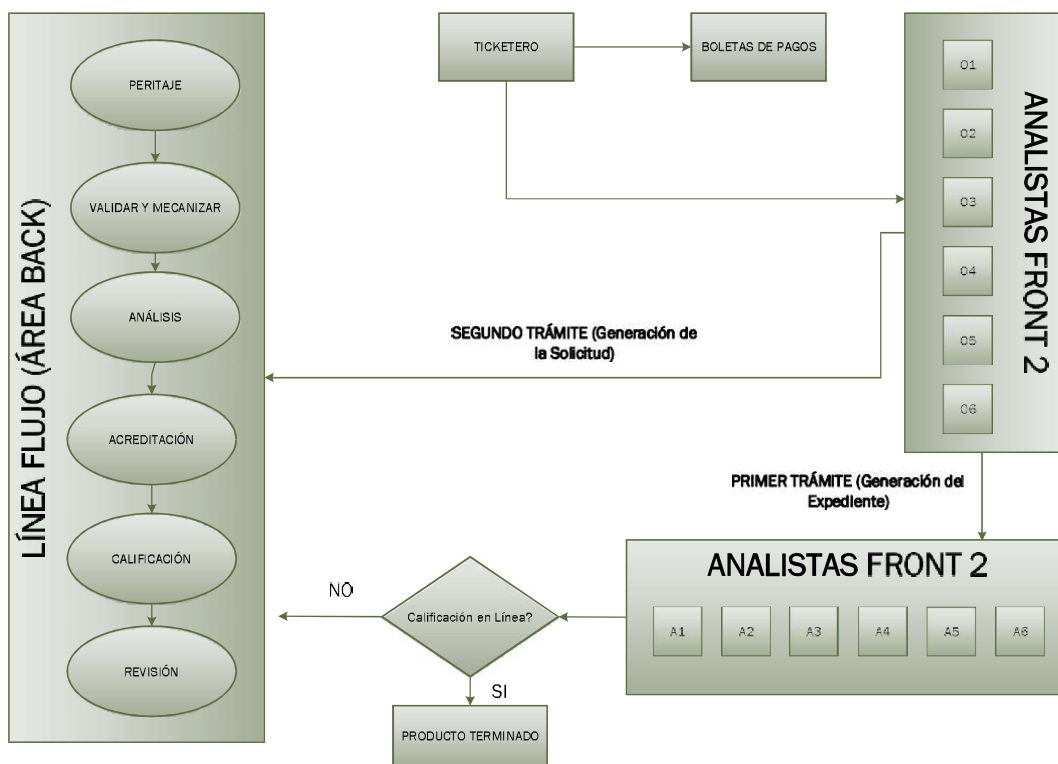 LÍNEA FLUJO (ÁREA BACK)
PERITAJE
VALIDAR Y MECANIZAR
ANÁLISIS
ACREDITACIÓN
CALIFICACIÓN
REVISIÓN
TICKETERO
BOLETAS DE PAGOS
ANALISTAS FRONT 2
O1
O2
O3
O4
O5
O6
SEGUNDO TRÁMITE (Generación de
la Solicitud)
PRIMER TRÁMITE (Generación del
Expediente)
ANALISTAS FRONT 2
A1
A2
A3
A4
A5
A6
Calificación en Línea?
NO
SI
PRODUCTO TERMINADO